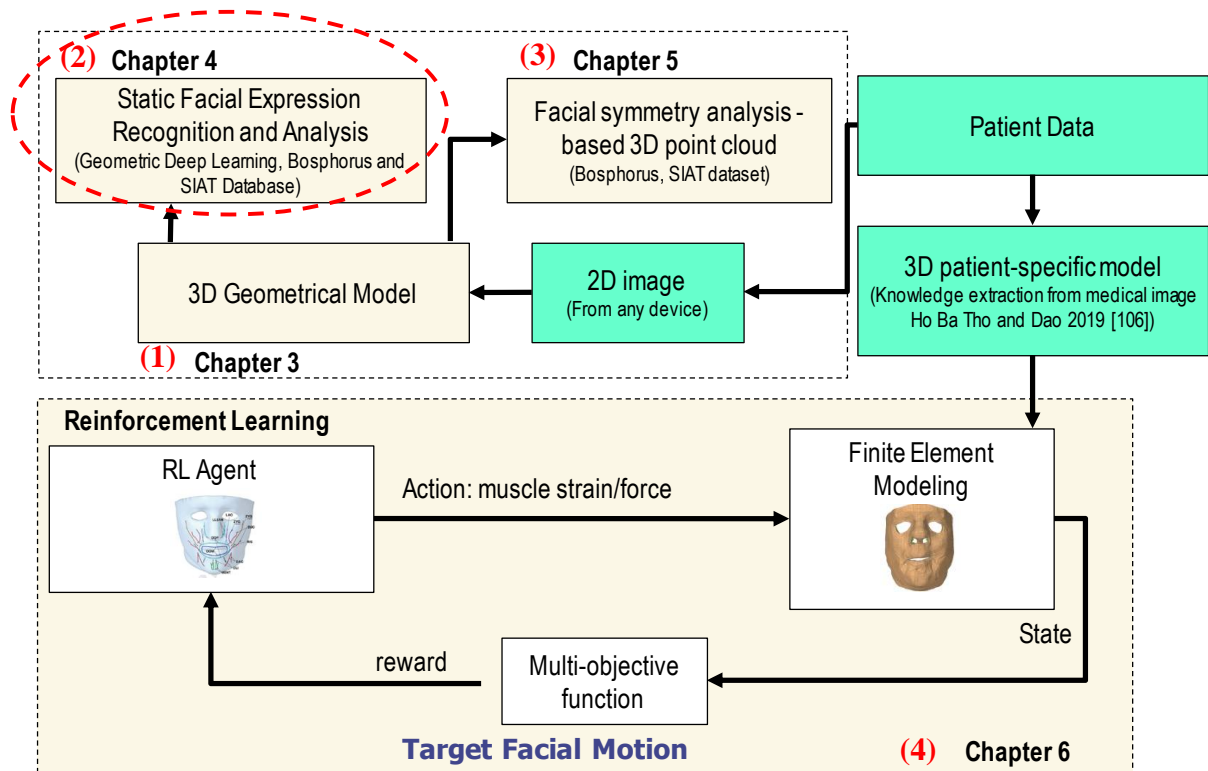 (2) Chapter 4
Static Facial Expression
Recognition and Analysis
(Geometric Deep Learning, Bosphorus and
SIAT Database)
(3) Chapter 5
Facial symmetry analysis -
based 3D point cloud
(Bosphorus, SIAT dataset)
Patient Data
3D Geometrical Model
2D image
(From any device)
3D patient-specific model
(Knowledge extraction from medical image
Ho Ba Tho and Dao 2019 [106])
(1) Chapter 3
Reinforcement Learning
RL Agent
Action: muscle strain/force
Finite Element
Modeling
State
reward
Multi-objective
function
Target Facial Motion
(4) Chapter 6